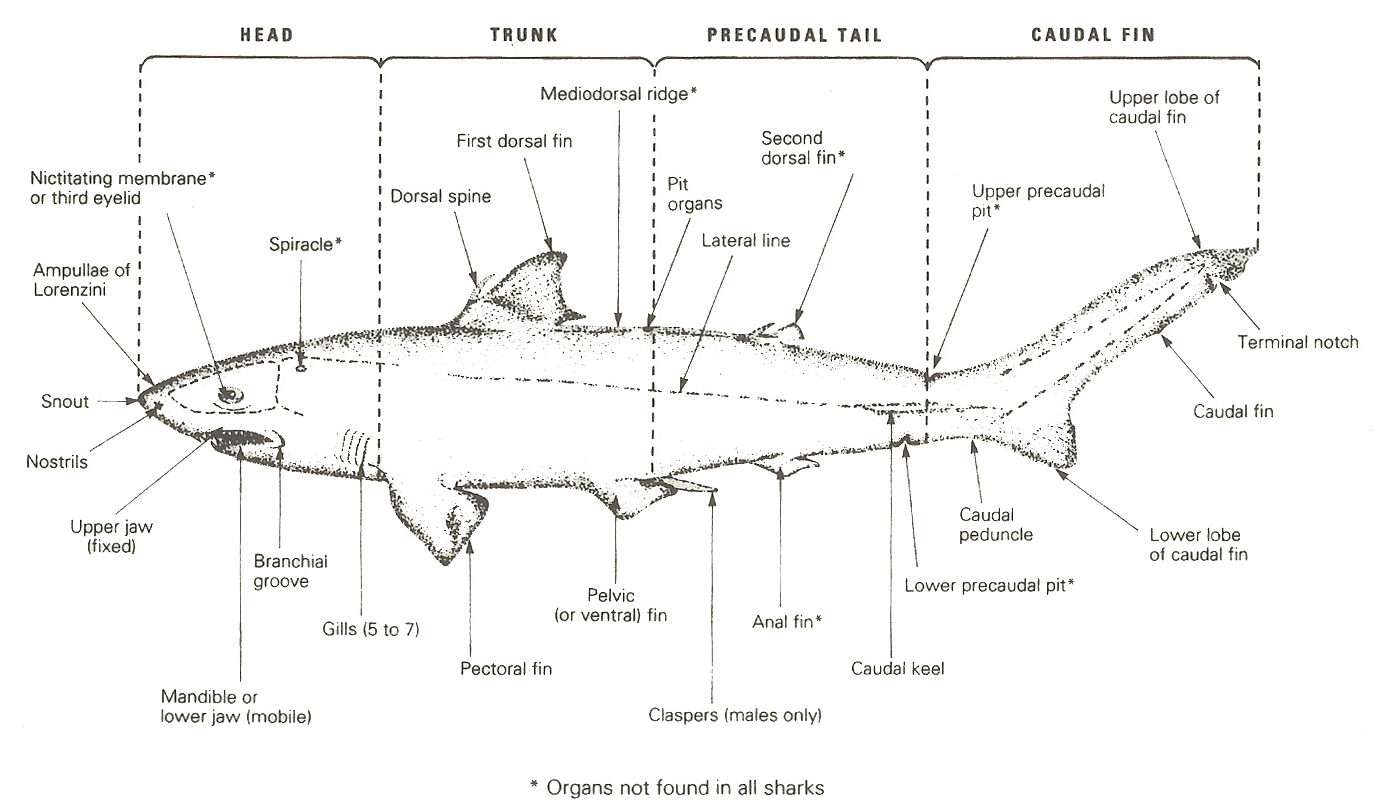 HEAD
TRUNK
PRECAUDAL TAIL
CAUDAL FIN
Mediodorsal ridge*
Upper lobe of
caudal fin
First dorsal fin
Second
dorsal fin*
Nictitating membrane*
or third eyelid
Dorsal spine
Pit
organs
Upper precaudal
pit*
Spiracle*
Lateral line
Ampullae of
Lorenzini
Terminal notch
Snout
Caudal fin
Nostrils
Upper jaw
(fixed)
Branchial
groove
Caudal
peduncle
Lower lobe
of caudal fin
Pelvic
(or ventral) fin
Lower precaudal pit*
Gills (5 to 7)
Anal fin*
Pectoral fin
Caudal keel
Mandible or
lower jaw (mobile)
Claspers (males only)
* Organs not found in all sharks